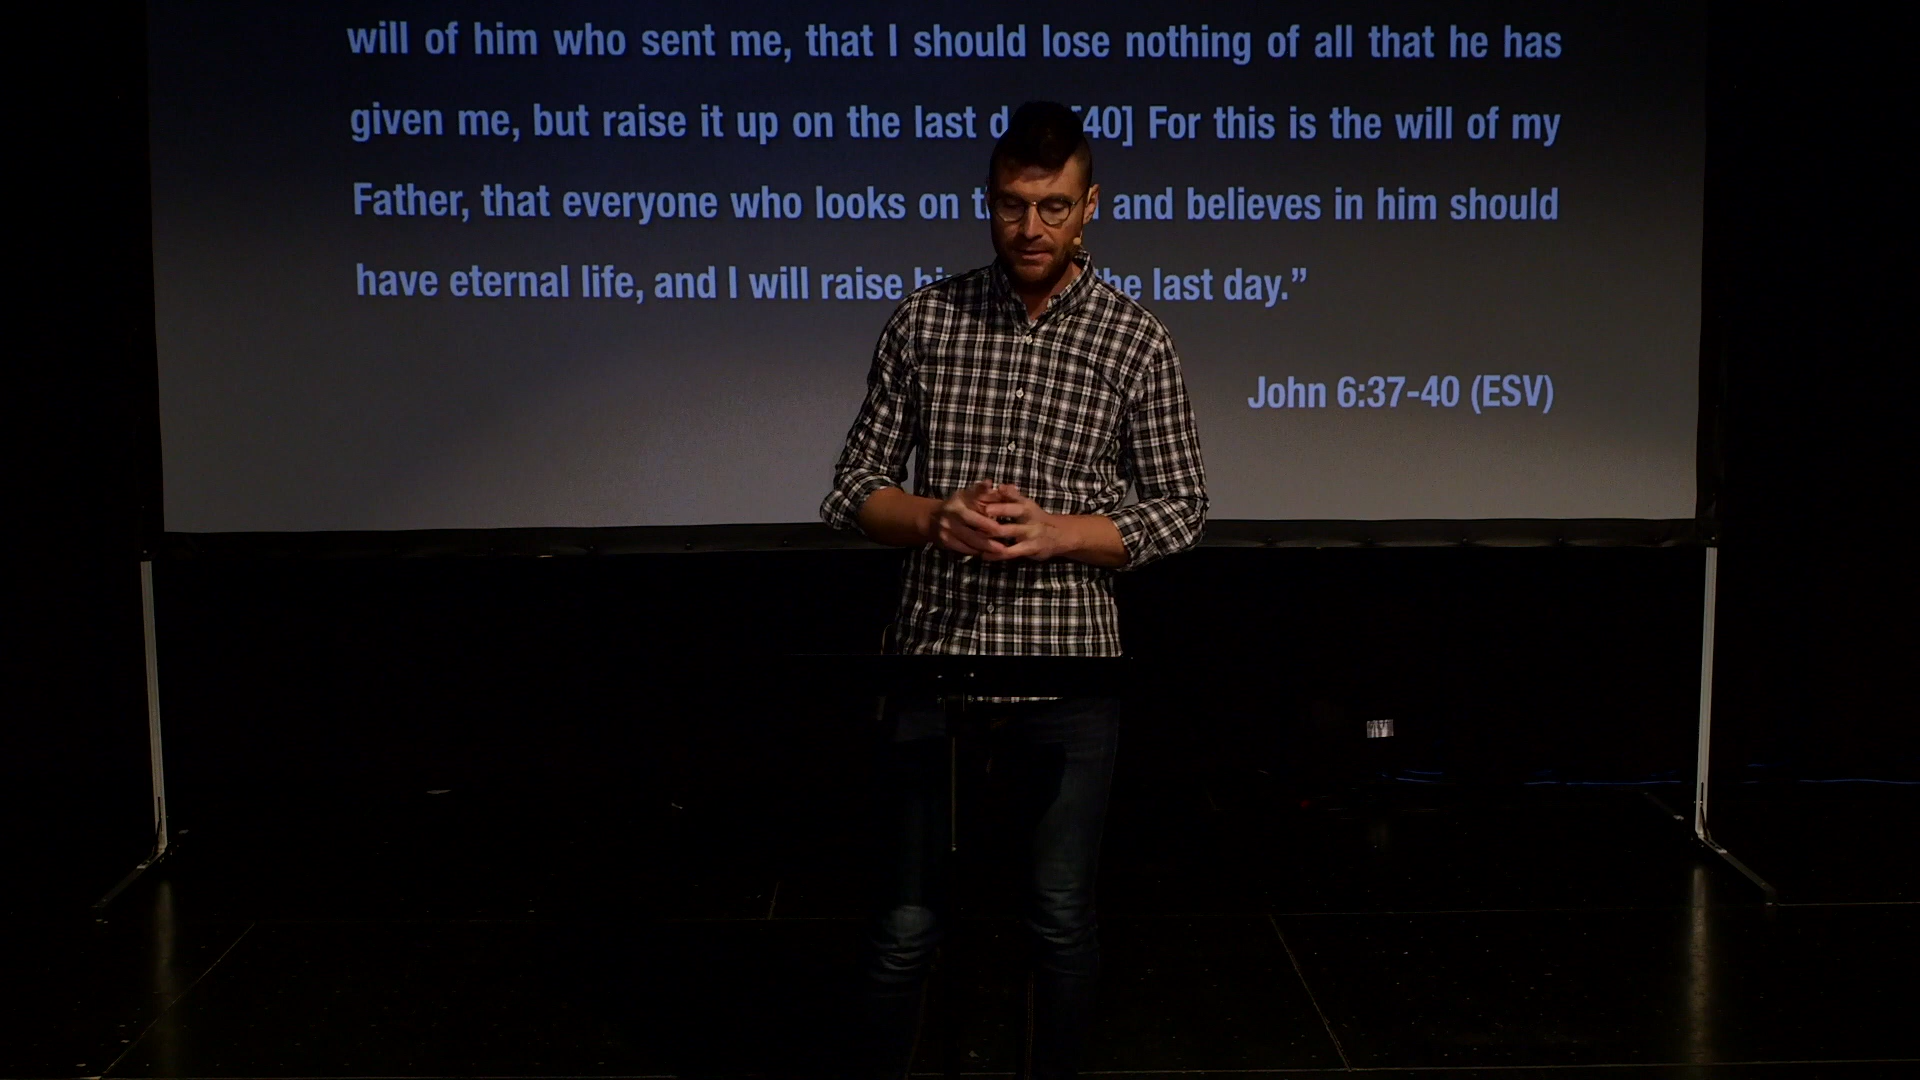 will of him who sent me, that I should lose nothing of all that he has
given me, but raise it up on the last 40] For this is the will of my
Father, that everyone who looks on and believes in him should
have eternal life, and I will raise the last day.”
John 6:37-40 (ESV)